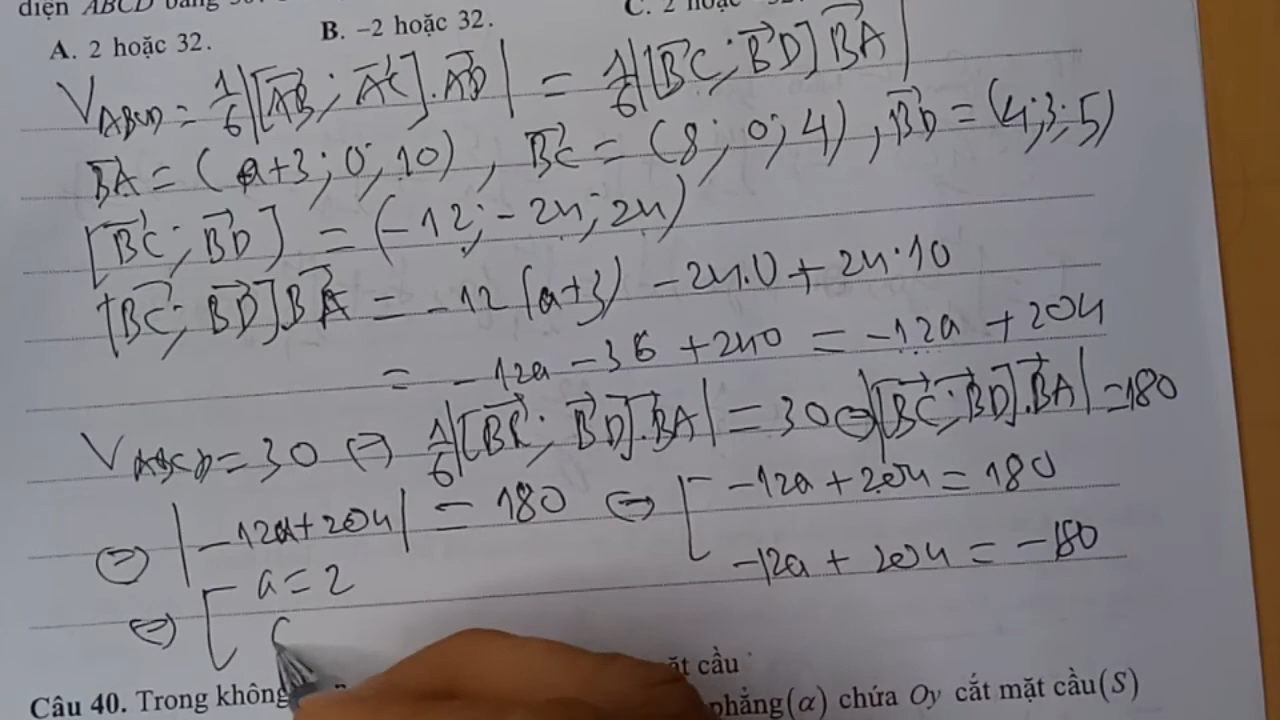 diện ABCD bằng
A. 2 hoặc 32. B. −2 hoặc 32. C. 2 hoặc
V_ABCD = 1/6 |[AB⃗; AC⃗].AD⃗| = 1/6 |[BC⃗; BD⃗] BA⃗|
BA⃗ = (a+3; 0; 10), BC⃗ = (8; 0; 4), BD⃗ = (4; 3; 5)
[BC⃗; BD⃗] = (−12; −24; 24)
[BC⃗; BD⃗].BA⃗ = −12(a+3) − 24.0 + 24.10
= −12a − 36 + 240 = −12a + 204
V_ABCD = 30 ⇔ 1/6 |[BC⃗; BD⃗].BA⃗| = 30 ⇔ |[BC⃗; BD⃗].BA⃗| = 180
⇔ |−12a + 204| = 180 ⇔ [ −12a + 204 = 180
−12a + 204 = −180
⇔ [ a = 2
Câu 40. Trong không mặt cầu
phẳng (α) chứa Oy cắt mặt cầu (S)